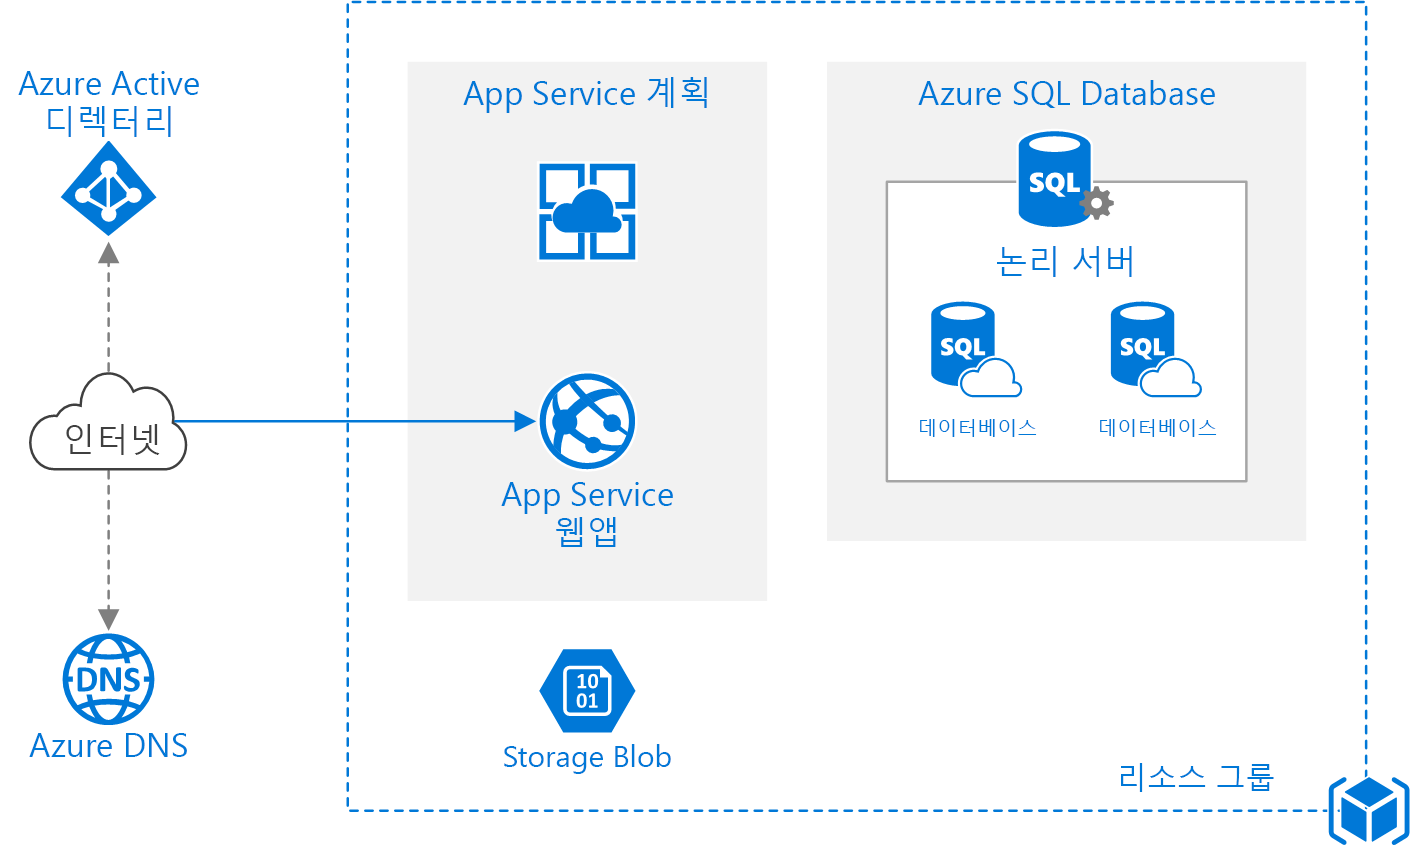 Azure Active
디렉터리
인터넷
DNS
Azure DNS
App Service 계획
App Service
웹앱
10
01
Storage Blob
Azure SQL Database
SQL
논리 서버
SQL
SQL
데이터베이스
데이터베이스
리소스 그룹